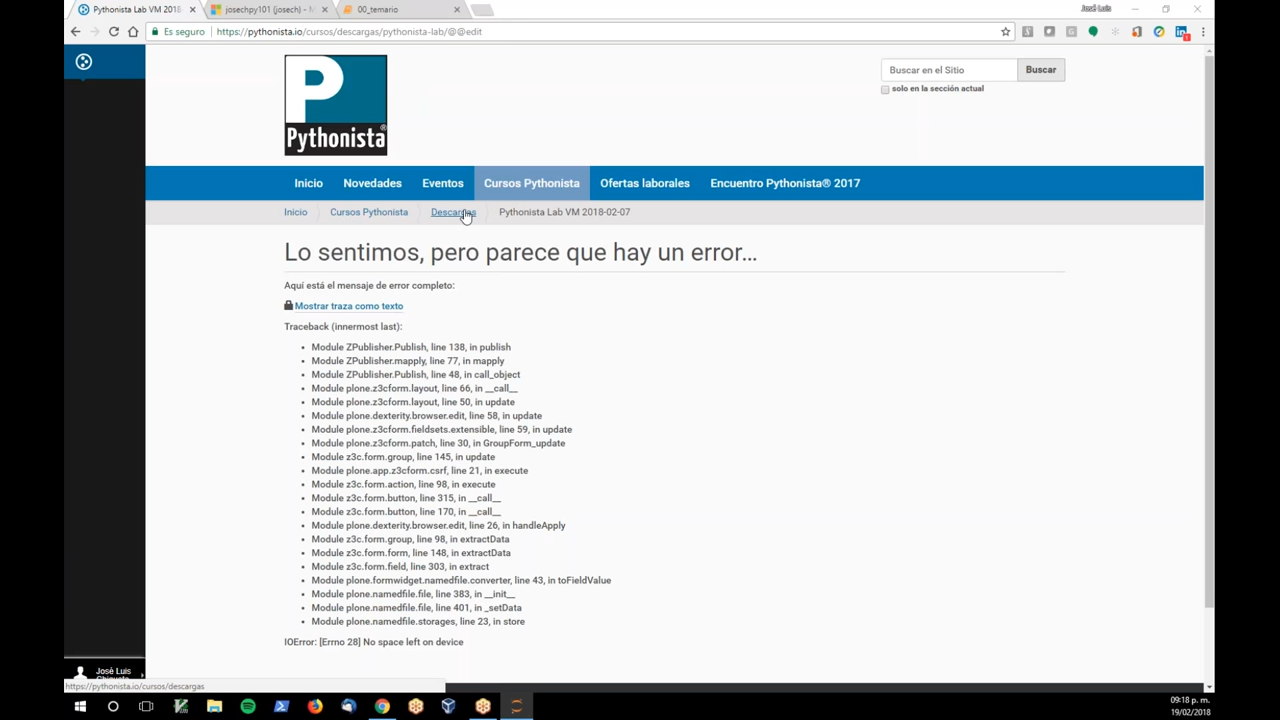 Pythonista Lab VM 2018-
josechpy101 (josech) - M
00_temario
José Luis
Es seguro
https://pythonista.io/cursos/descargas/pythonista-lab/@@edit
P
Pythonista®
Buscar en el Sitio
Buscar
solo en la sección actual
Inicio
Novedades
Eventos
Cursos Pythonista
Ofertas laborales
Encuentro Pythonista® 2017
Inicio
Cursos Pythonista
Descargas
Pythonista Lab VM 2018-02-07
Lo sentimos, pero parece que hay un error…
Aquí está el mensaje de error completo:
Mostrar traza como texto
Traceback (innermost last):
Module ZPublisher.Publish, line 138, in publish
Module ZPublisher.mapply, line 77, in mapply
Module ZPublisher.Publish, line 48, in call_object
Module plone.z3cform.layout, line 66, in __call__
Module plone.z3cform.layout, line 50, in update
Module plone.dexterity.browser.edit, line 58, in update
Module plone.z3cform.fieldsets.extensible, line 59, in update
Module plone.z3cform.patch, line 30, in GroupForm_update
Module z3c.form.group, line 145, in update
Module plone.app.z3cform.csrf, line 21, in execute
Module z3c.form.action, line 98, in execute
Module z3c.form.button, line 315, in __call__
Module z3c.form.button, line 170, in __call__
Module plone.dexterity.browser.edit, line 26, in handleApply
Module z3c.form.group, line 98, in extractData
Module z3c.form.form, line 148, in extractData
Module z3c.form.field, line 303, in extract
Module plone.formwidget.namedfile.converter, line 43, in toFieldValue
Module plone.namedfile.file, line 383, in __init__
Module plone.namedfile.file, line 401, in _setData
Module plone.namedfile.storages, line 23, in store
IOError: [Errno 28] No space left on device
José Luis
https://pythonista.io/cursos/descargas
09:18 p. m.
19/02/2018